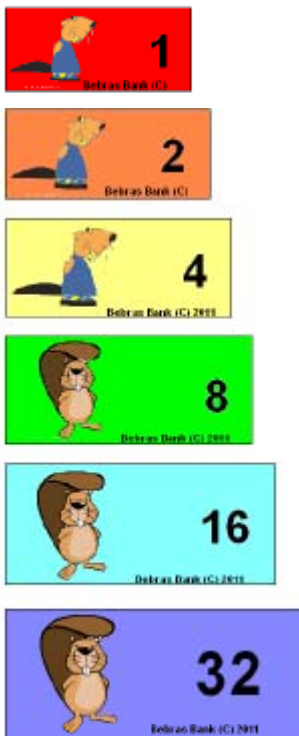 1
Bebras Bank (C)
2
Bebras Bank (C)
4
Bebras Bank (C) 2011
8
Bebras Bank (C) 2011
16
Bebras Bank (C) 2011
32
Bebras Bank (C) 2011